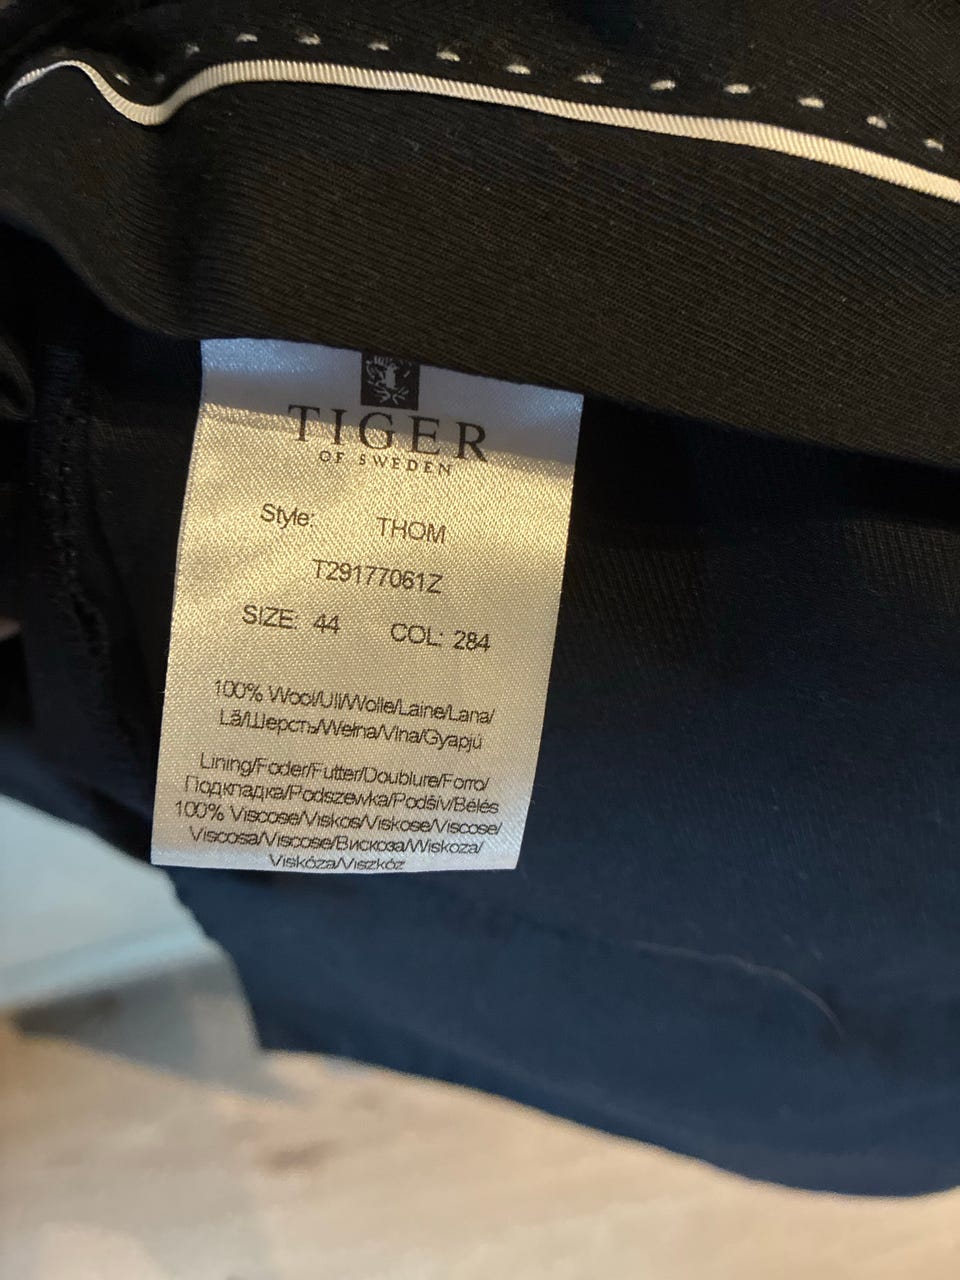 TIGER
OF SWEDEN
Style: THOM
T29177061Z
SIZE: 44 COL: 284
100% Wool/Ull/Wolle/Laine/Lana/
Lã/Шерсть/Wełna/Vlna/Gyapjú
Lining/Foder/Futter/Doublure/Forro/
Подкладка/Podszewka/Podšív/Bélés
100% Viscose/Viskos/Viskose/Viscose/
Viscosa/Viscose/Вискоза/Wiskoza/
Viskóza/Viszkóz